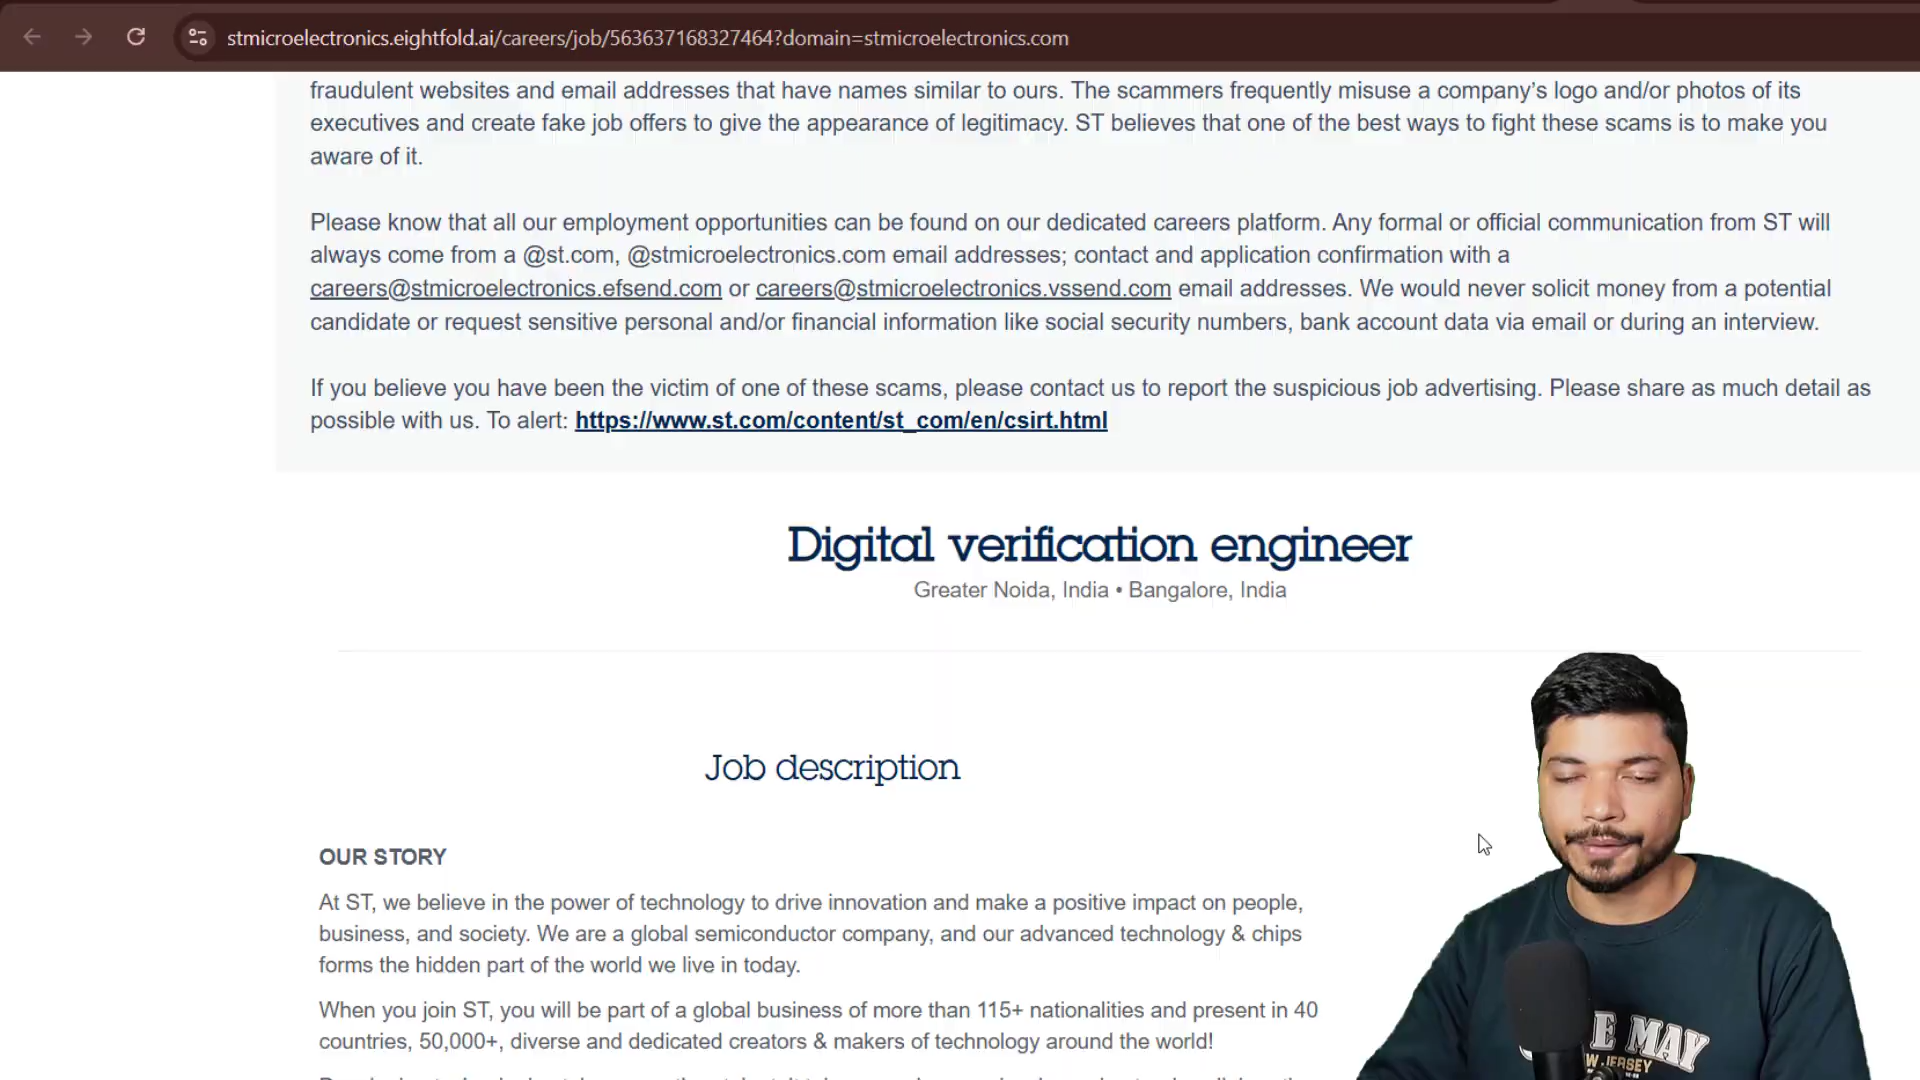 stmicroelectronics.eightfold.ai/careers/job/563637168327464?domain=stmicroelectronics.com
fraudulent websites and email addresses that have names similar to ours. The scammers frequently misuse a company’s logo and/or photos of its
executives and create fake job offers to give the appearance of legitimacy. ST believes that one of the best ways to fight these scams is to make you
aware of it.
Please know that all our employment opportunities can be found on our dedicated careers platform. Any formal or official communication from ST will
always come from a @st.com, @stmicroelectronics.com email addresses; contact and application confirmation with a
careers@stmicroelectronics.efsend.com or careers@stmicroelectronics.vssend.com email addresses. We would never solicit money from a potential
candidate or request sensitive personal and/or financial information like social security numbers, bank account data via email or during an interview.
If you believe you have been the victim of one of these scams, please contact us to report the suspicious job advertising. Please share as much detail as
possible with us. To alert: https://www.st.com/content/st_com/en/csirt.html
Digital verification engineer
Greater Noida, India • Bangalore, India
Job description
OUR STORY
At ST, we believe in the power of technology to drive innovation and make a positive impact on people,
business, and society. We are a global semiconductor company, and our advanced technology & chips
forms the hidden part of the world we live in today.
When you join ST, you will be part of a global business of more than 115+ nationalities and present in 40
countries, 50,000+, diverse and dedicated creators & makers of technology around the world!
MAY
JERSEY